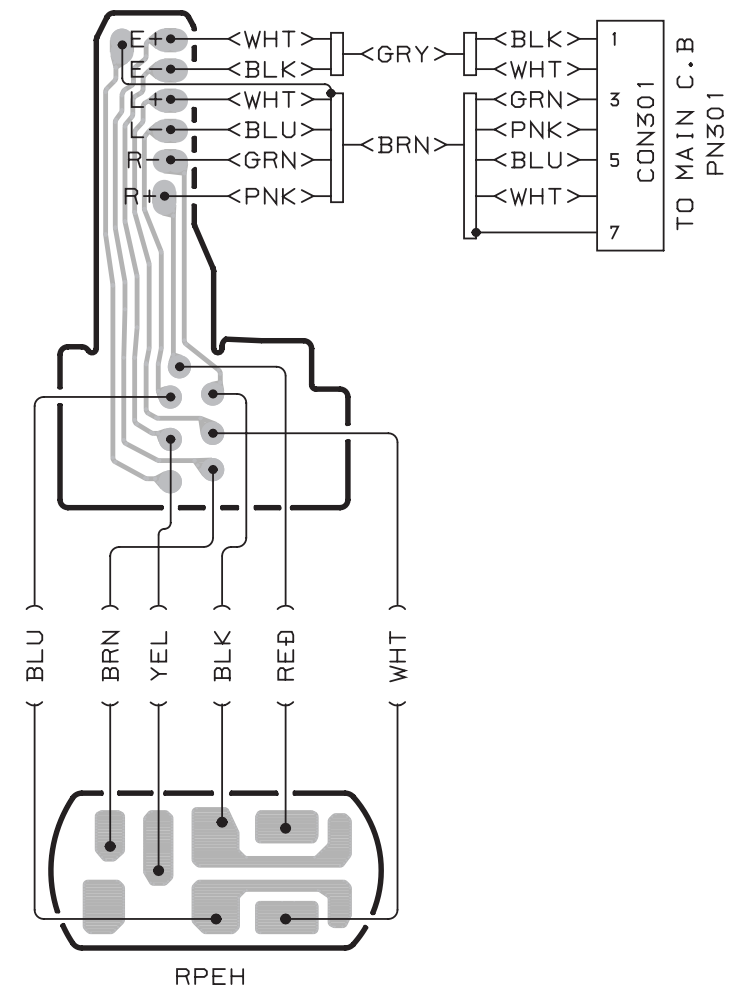 E+ WHT GRY BLK 1
E- BLK WHT
L+ WHT GRN 3
L- BLU BRN PNK
R- GRN BLU 5
R+ PNK WHT
7
CON301
TO MAIN C.B
PN301
BLU BRN YEL BLK RED WHT
RPEH